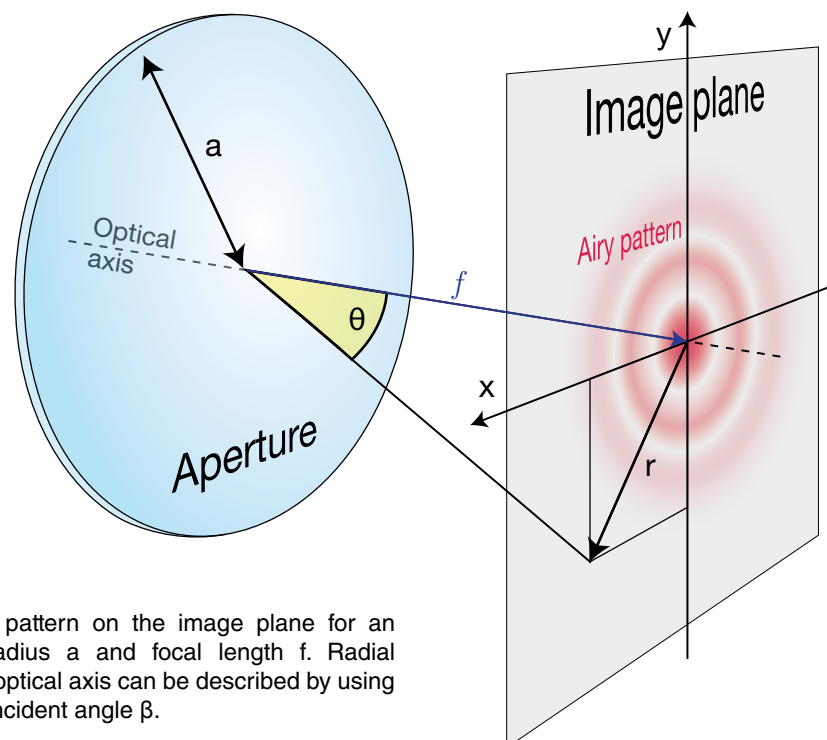 y
Image plane
a
Airy pattern
Optical
axis
f
θ
x
r
Aperture
pattern on the image plane for an
adius a and focal length f. Radial
optical axis can be described by using
ncident angle β.